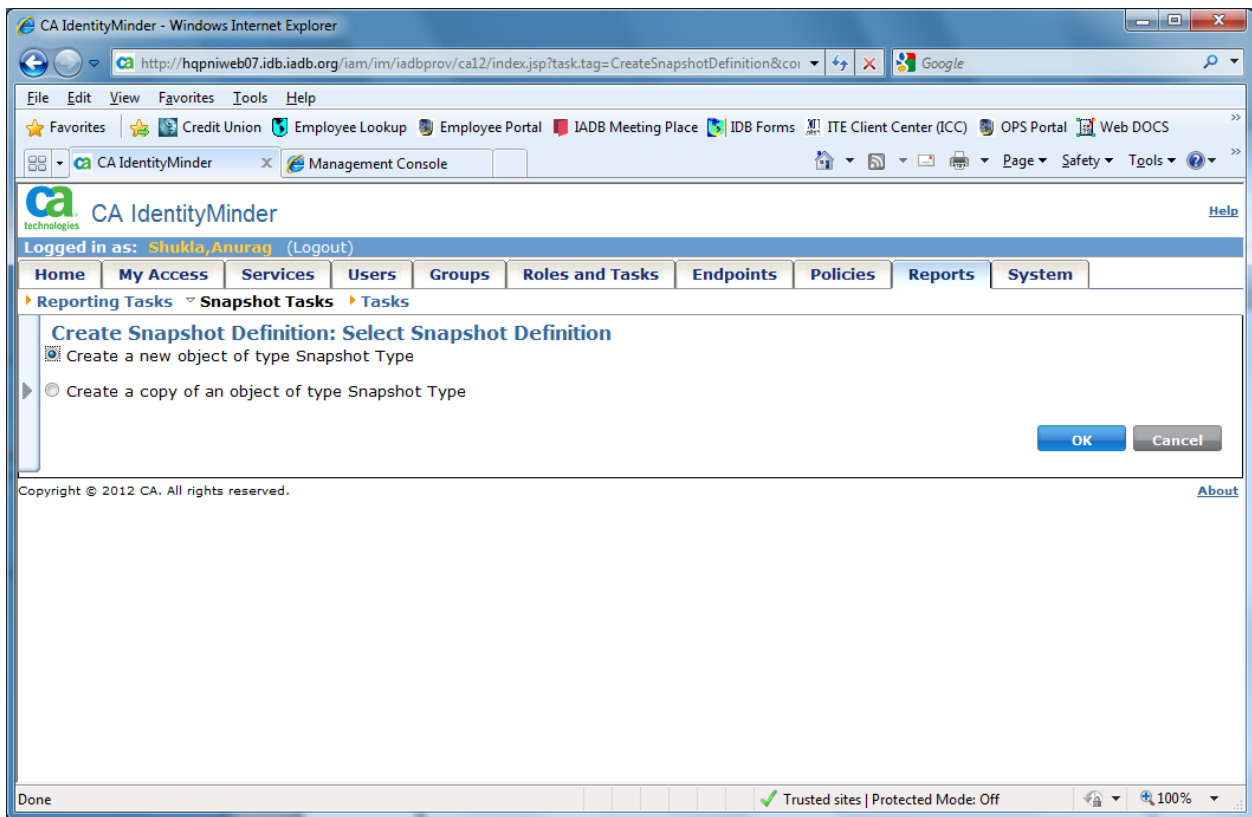 CA IdentityMinder - Windows Internet Explorer
http://hqpniweb07.idb.iadb.org/iam/im/iadbprov/ca12/index.jsp?task.tag=CreateSnapshotDefinition&coi
Google
File Edit View Favorites Tools Help
Favorites Credit Union Employee Lookup Employee Portal IADB Meeting Place IDB Forms ITE Client Center (ICC) OPS Portal Web DOCS »
CA IdentityMinder x Management Console Page Safety Tools »
ca technologies CA IdentityMinder Help
Logged in as: Shukla,Anurag (Logout)
Home My Access Services Users Groups Roles and Tasks Endpoints Policies Reports System
Reporting Tasks Snapshot Tasks Tasks
Create Snapshot Definition: Select Snapshot Definition
Create a new object of type Snapshot Type
Create a copy of an object of type Snapshot Type
OK Cancel
Copyright © 2012 CA. All rights reserved. About
Done Trusted sites | Protected Mode: Off 100%